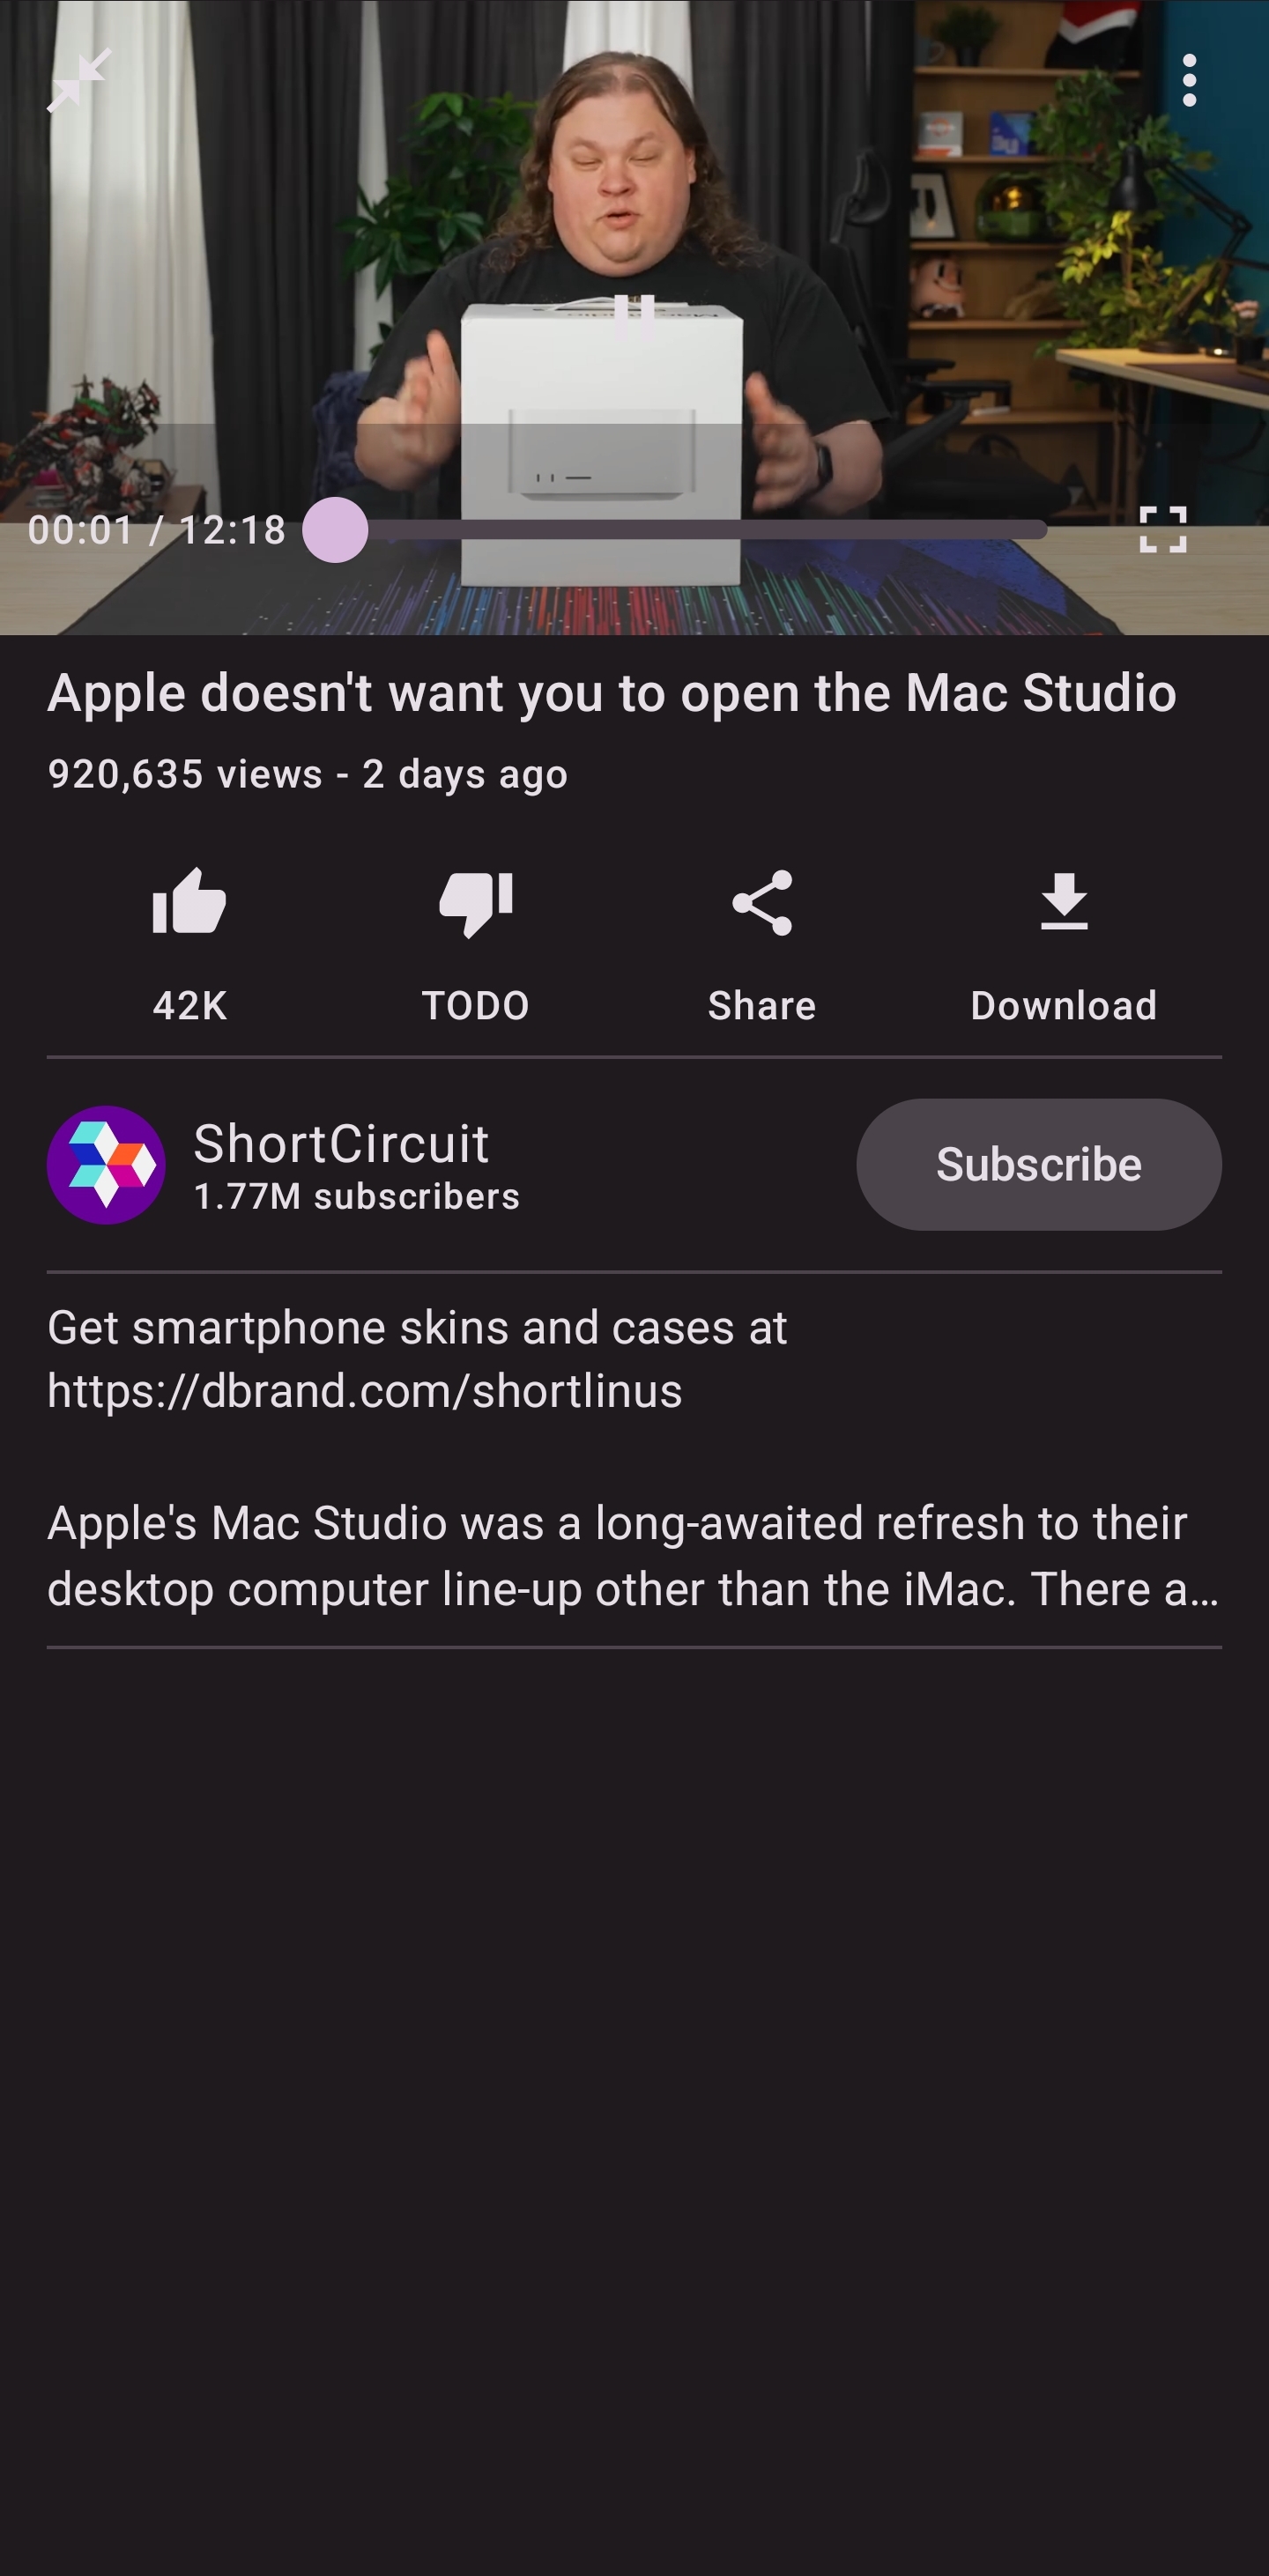 00:01 / 12:18
Apple doesn't want you to open the Mac Studio
920,635 views - 2 days ago
42K
TODO
Share
Download
ShortCircuit
1.77M subscribers
Subscribe
Get smartphone skins and cases at
https://dbrand.com/shortlinus
Apple's Mac Studio was a long-awaited refresh to their
desktop computer line-up other than the iMac. There a…